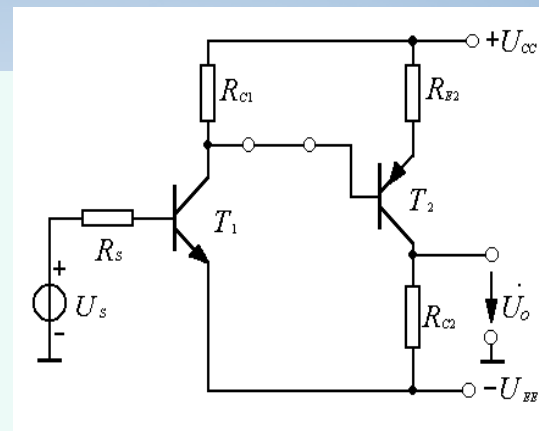 +U_CC
R_C1
R_E2
T_1
T_2
R_S
+
U_S
-
R_C2
U̇_O
-U_EE